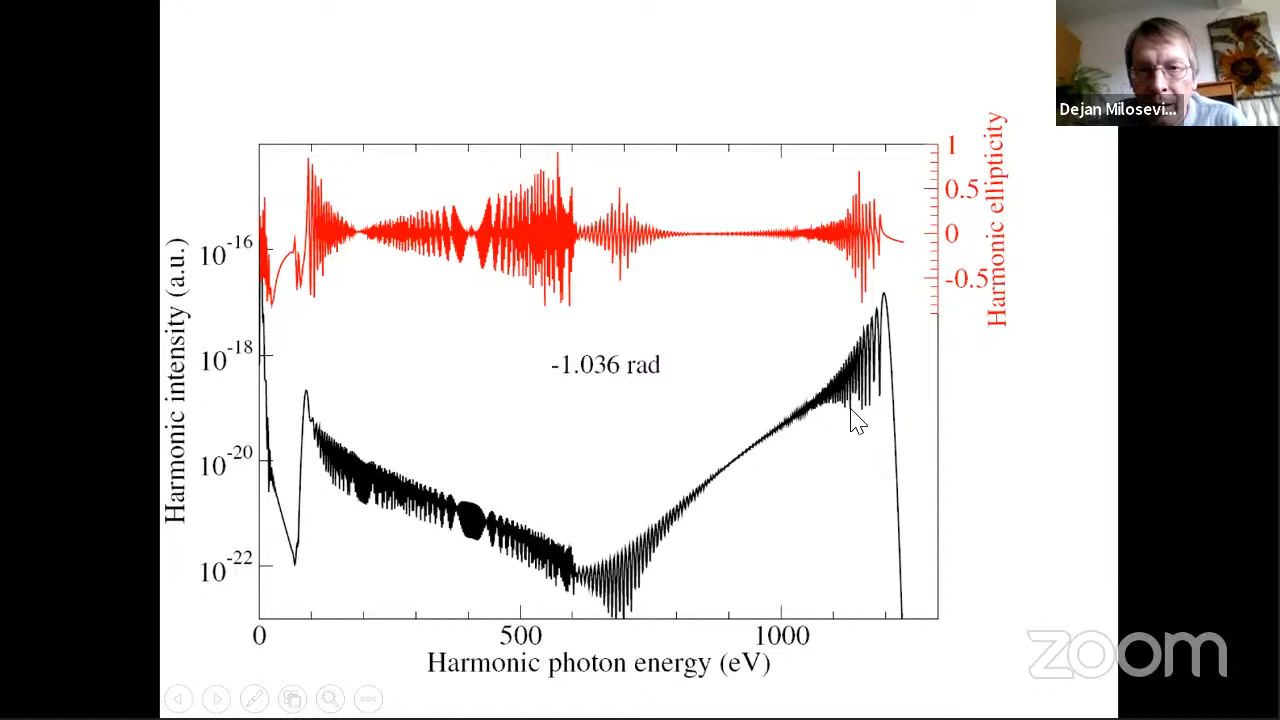 Dejan Milosevi...
1
0.5
0
-0.5
Harmonic ellipticity
Harmonic intensity (a.u.)
10-16
10-18
10-20
10-22
-1.036 rad
0 500 1000
Harmonic photon energy (eV)
zoom